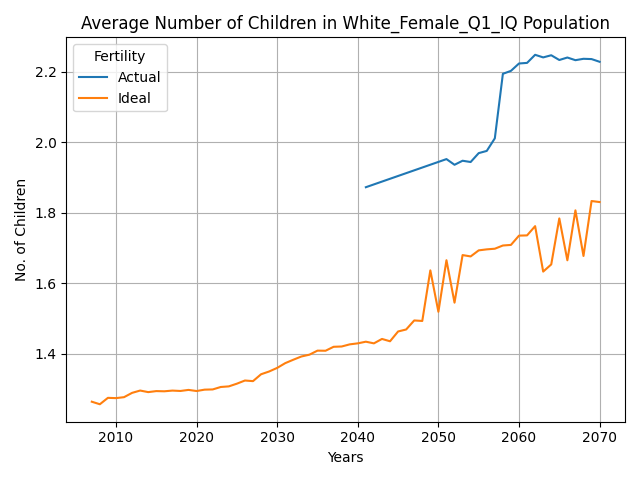 Average Number of Children in White_Female_Q1_IQ Population
Fertility
Actual
Ideal
No. of Children
2.2
2.0
1.8
1.6
1.4
2010 2020 2030 2040 2050 2060 2070
Years